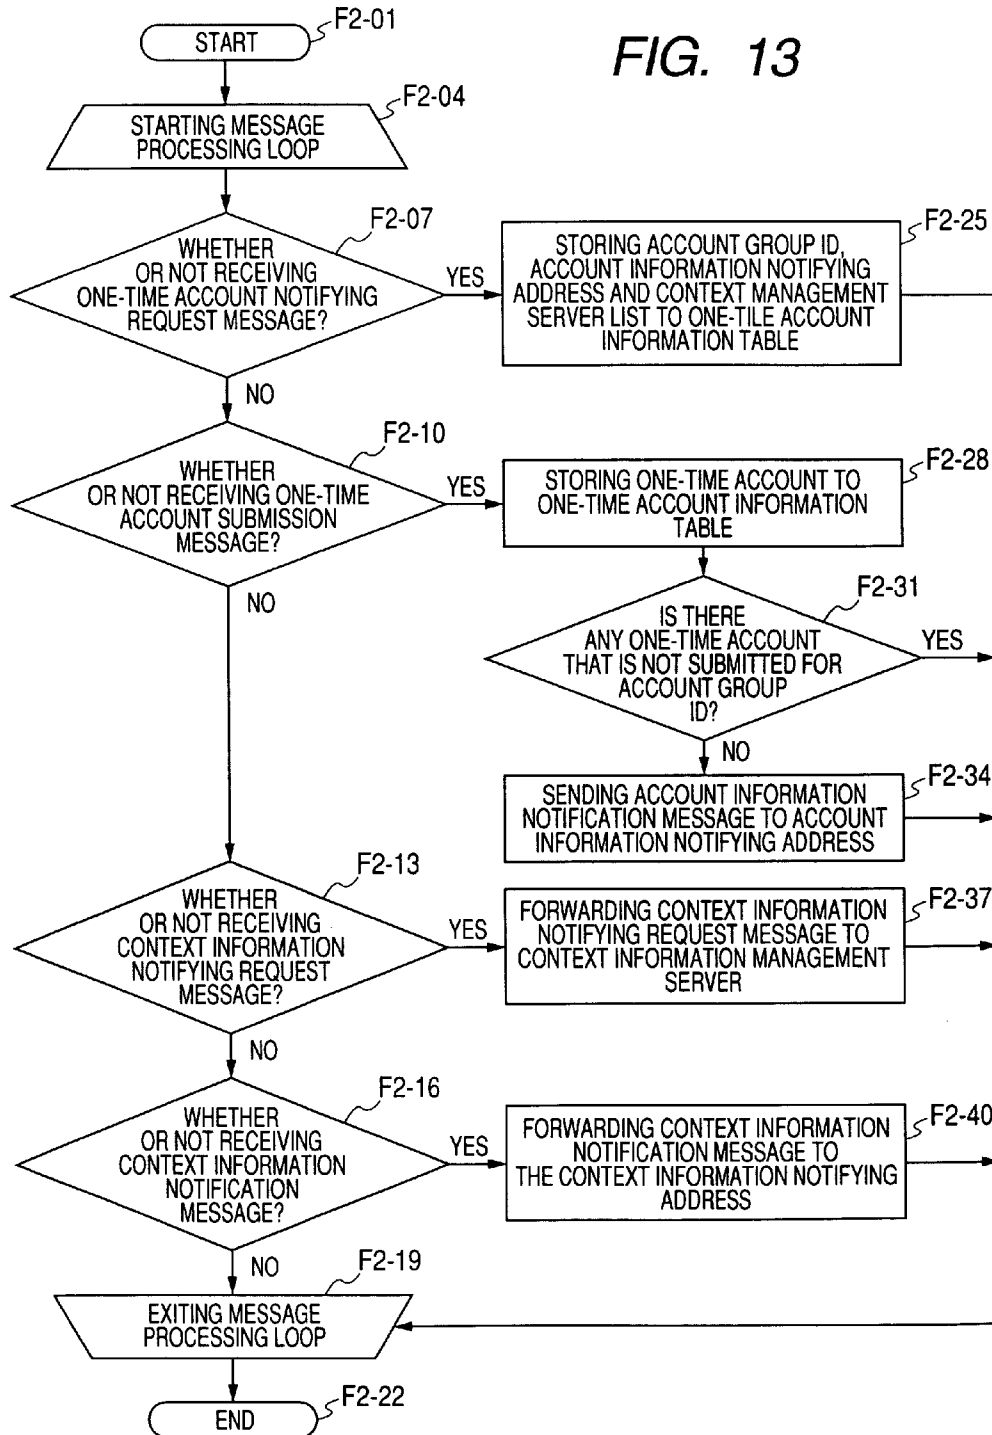 FIG. 13
F2-01
START
F2-04
STARTING MESSAGE
PROCESSING LOOP
F2-07
WHETHER
OR NOT RECEIVING
ONE-TIME ACCOUNT NOTIFYING
REQUEST MESSAGE?
YES
NO
F2-25
STORING ACCOUNT GROUP ID,
ACCOUNT INFORMATION NOTIFYING
ADDRESS AND CONTEXT MANAGEMENT
SERVER LIST TO ONE-TILE ACCOUNT
INFORMATION TABLE
F2-10
WHETHER
OR NOT RECEIVING ONE-TIME
ACCOUNT SUBMISSION
MESSAGE?
YES
NO
F2-28
STORING ONE-TIME ACCOUNT TO
ONE-TIME ACCOUNT INFORMATION
TABLE
F2-31
IS THERE
ANY ONE-TIME ACCOUNT
THAT IS NOT SUBMITTED FOR
ACCOUNT GROUP
ID?
YES
NO
F2-34
SENDING ACCOUNT INFORMATION
NOTIFICATION MESSAGE TO ACCOUNT
INFORMATION NOTIFYING ADDRESS
F2-13
WHETHER
OR NOT RECEIVING
CONTEXT INFORMATION
NOTIFYING REQUEST
MESSAGE?
YES
NO
F2-37
FORWARDING CONTEXT INFORMATION
NOTIFYING REQUEST MESSAGE TO
CONTEXT INFORMATION MANAGEMENT
SERVER
F2-16
WHETHER
OR NOT RECEIVING
CONTEXT INFORMATION
NOTIFICATION
MESSAGE?
YES
NO
F2-40
FORWARDING CONTEXT INFORMATION
NOTIFICATION MESSAGE TO
THE CONTEXT INFORMATION NOTIFYING
ADDRESS
F2-19
EXITING MESSAGE
PROCESSING LOOP
F2-22
END